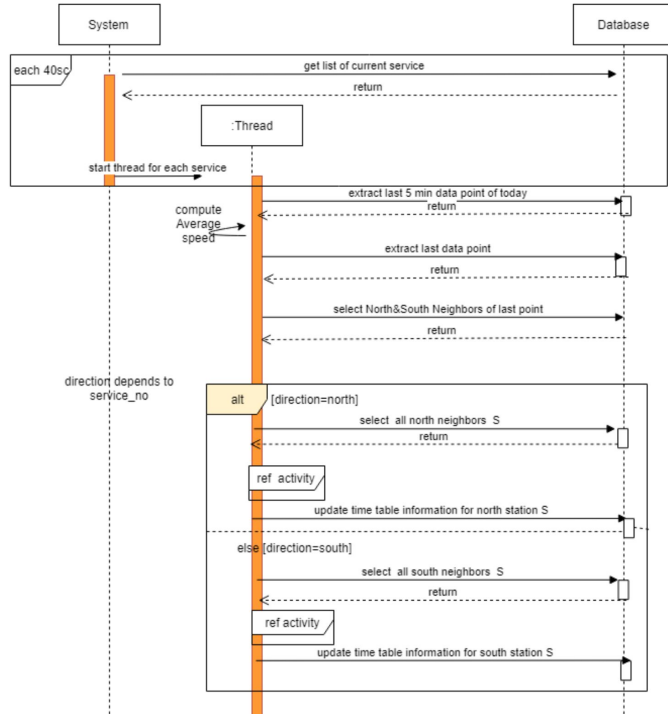 System
Database
each 40sc
get list of current service
return
:Thread
start thread for each service
extract last 5 min data point of today
return
compute
Average
speed
extract last data point
return
select North&South Neighbors of last point
return
direction depends to
service_no
alt
[direction=north]
select all north neighbors S
return
ref activity
update time table information for north station S
else [direction=south]
select all south neighbors S
return
ref activity
update time table information for south station S